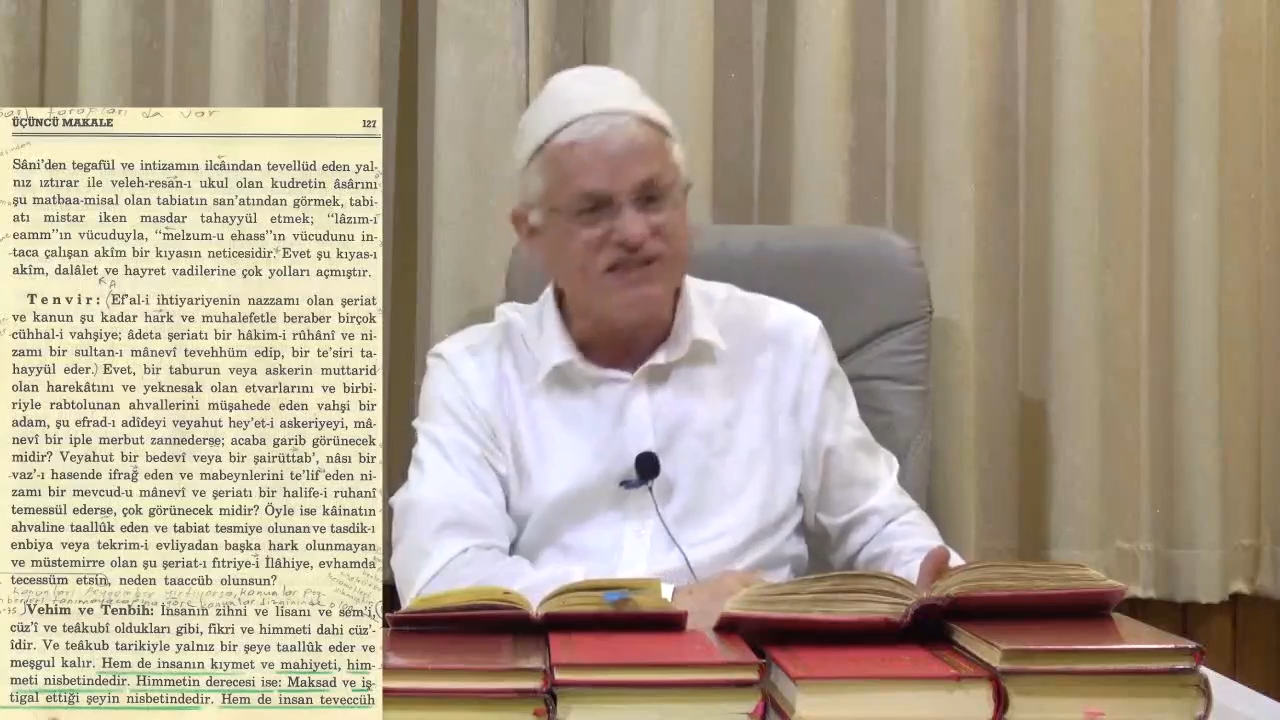 taraftarı da var
ÜÇÜNCÜ MAKALE 127
Sâni'den tegafül ve intizamın ilcâından tevellüd eden yal-
nız ıztırar ile veleh-resân-ı ukul olan kudretin âsârını
şu matbaa-misal olan tabiatın san'atından görmek, tabi-
atı mistar iken masdar tahayyül etmek; "lâzım-ı
eamm"ın vücuduyla, "melzum-u ehass"ın vücudunu in-
taca çalışan akîm bir kıyasın neticesidir. Evet şu kıyas-ı
akîm, dalâlet ve hayret vadilerine çok yolları açmıştır.
Tenvir: (Ef'al-i ihtiyariyenin nazzamı olan şeriat
ve kanun şu kadar hark ve muhalefetle beraber birçok
cühhal-i vahşiye; âdeta şeriatı bir hâkim-i rûhânî ve ni-
zamı bir sultan-ı mânevî tevehhüm edip, bir te'siri ta-
hayyül eder.) Evet, bir taburun veya askerin muttarid
olan harekâtını ve yeknesak olan etvarlarını ve birbi-
riyle rabtolunan ahvallerini müşahede eden vahşi bir
adam, şu efrad-ı adîdeyi veyahut hey'et-i askeriyeyi, mâ-
nevî bir iple merbut zannederse; acaba garib görünecek
midir? Veyahut bir bedevî veya bir şairüttab', nâsı bir
vaz'-ı hasende ifrağ eden ve mabeynlerini te'lif eden ni-
zamı bir mevcud-u mânevî ve şeriatı bir halife-i ruhanî
temessül ederse, çok görünecek midir? Öyle ise kâinatın
ahvaline taallûk eden ve tabiat tesmiye olunan ve tasdik-ı
enbiya veya tekrim-i evliyadan başka hark olunmayan
ve müstemirre olan şu şeriat-ı fıtriye-i İlâhiye, evhamda
tecessüm etsin, neden taaccüb olunsun?
Vehim ve Tenbih: İnsanın zihni ve lisanı ve sem'i,
cüz'î ve teâkubî oldukları gibi, fikri ve himmeti dahi cüz'-
îdir. Ve teâkub tarikiyle yalnız bir şeye taallûk eder ve
meşgul kalır. Hem de insanın kıymet ve mahiyeti, him-
meti nisbetindedir. Himmetin derecesi ise: Maksad ve iş-
tigal ettiği şeyin nisbetindedir. Hem de insan teveccüh